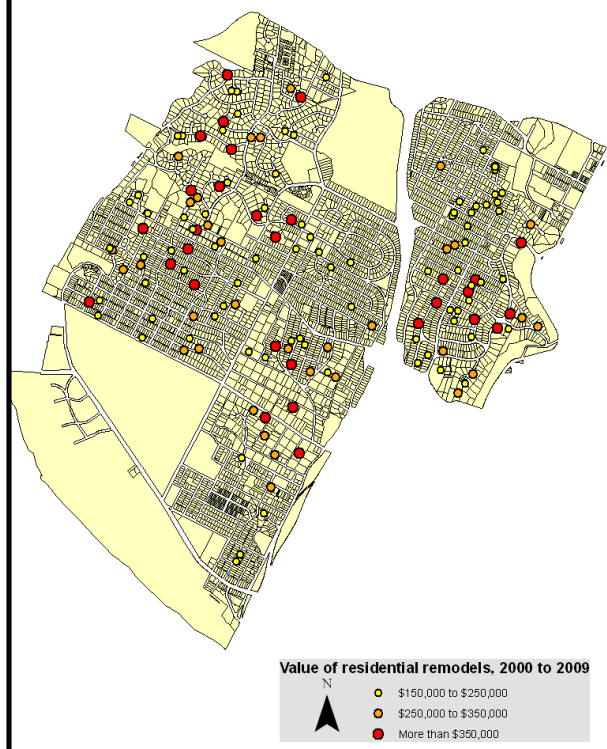 Value of residential remodels, 2000 to 2009
N
$150,000 to $250,000
$250,000 to $350,000
More than $350,000